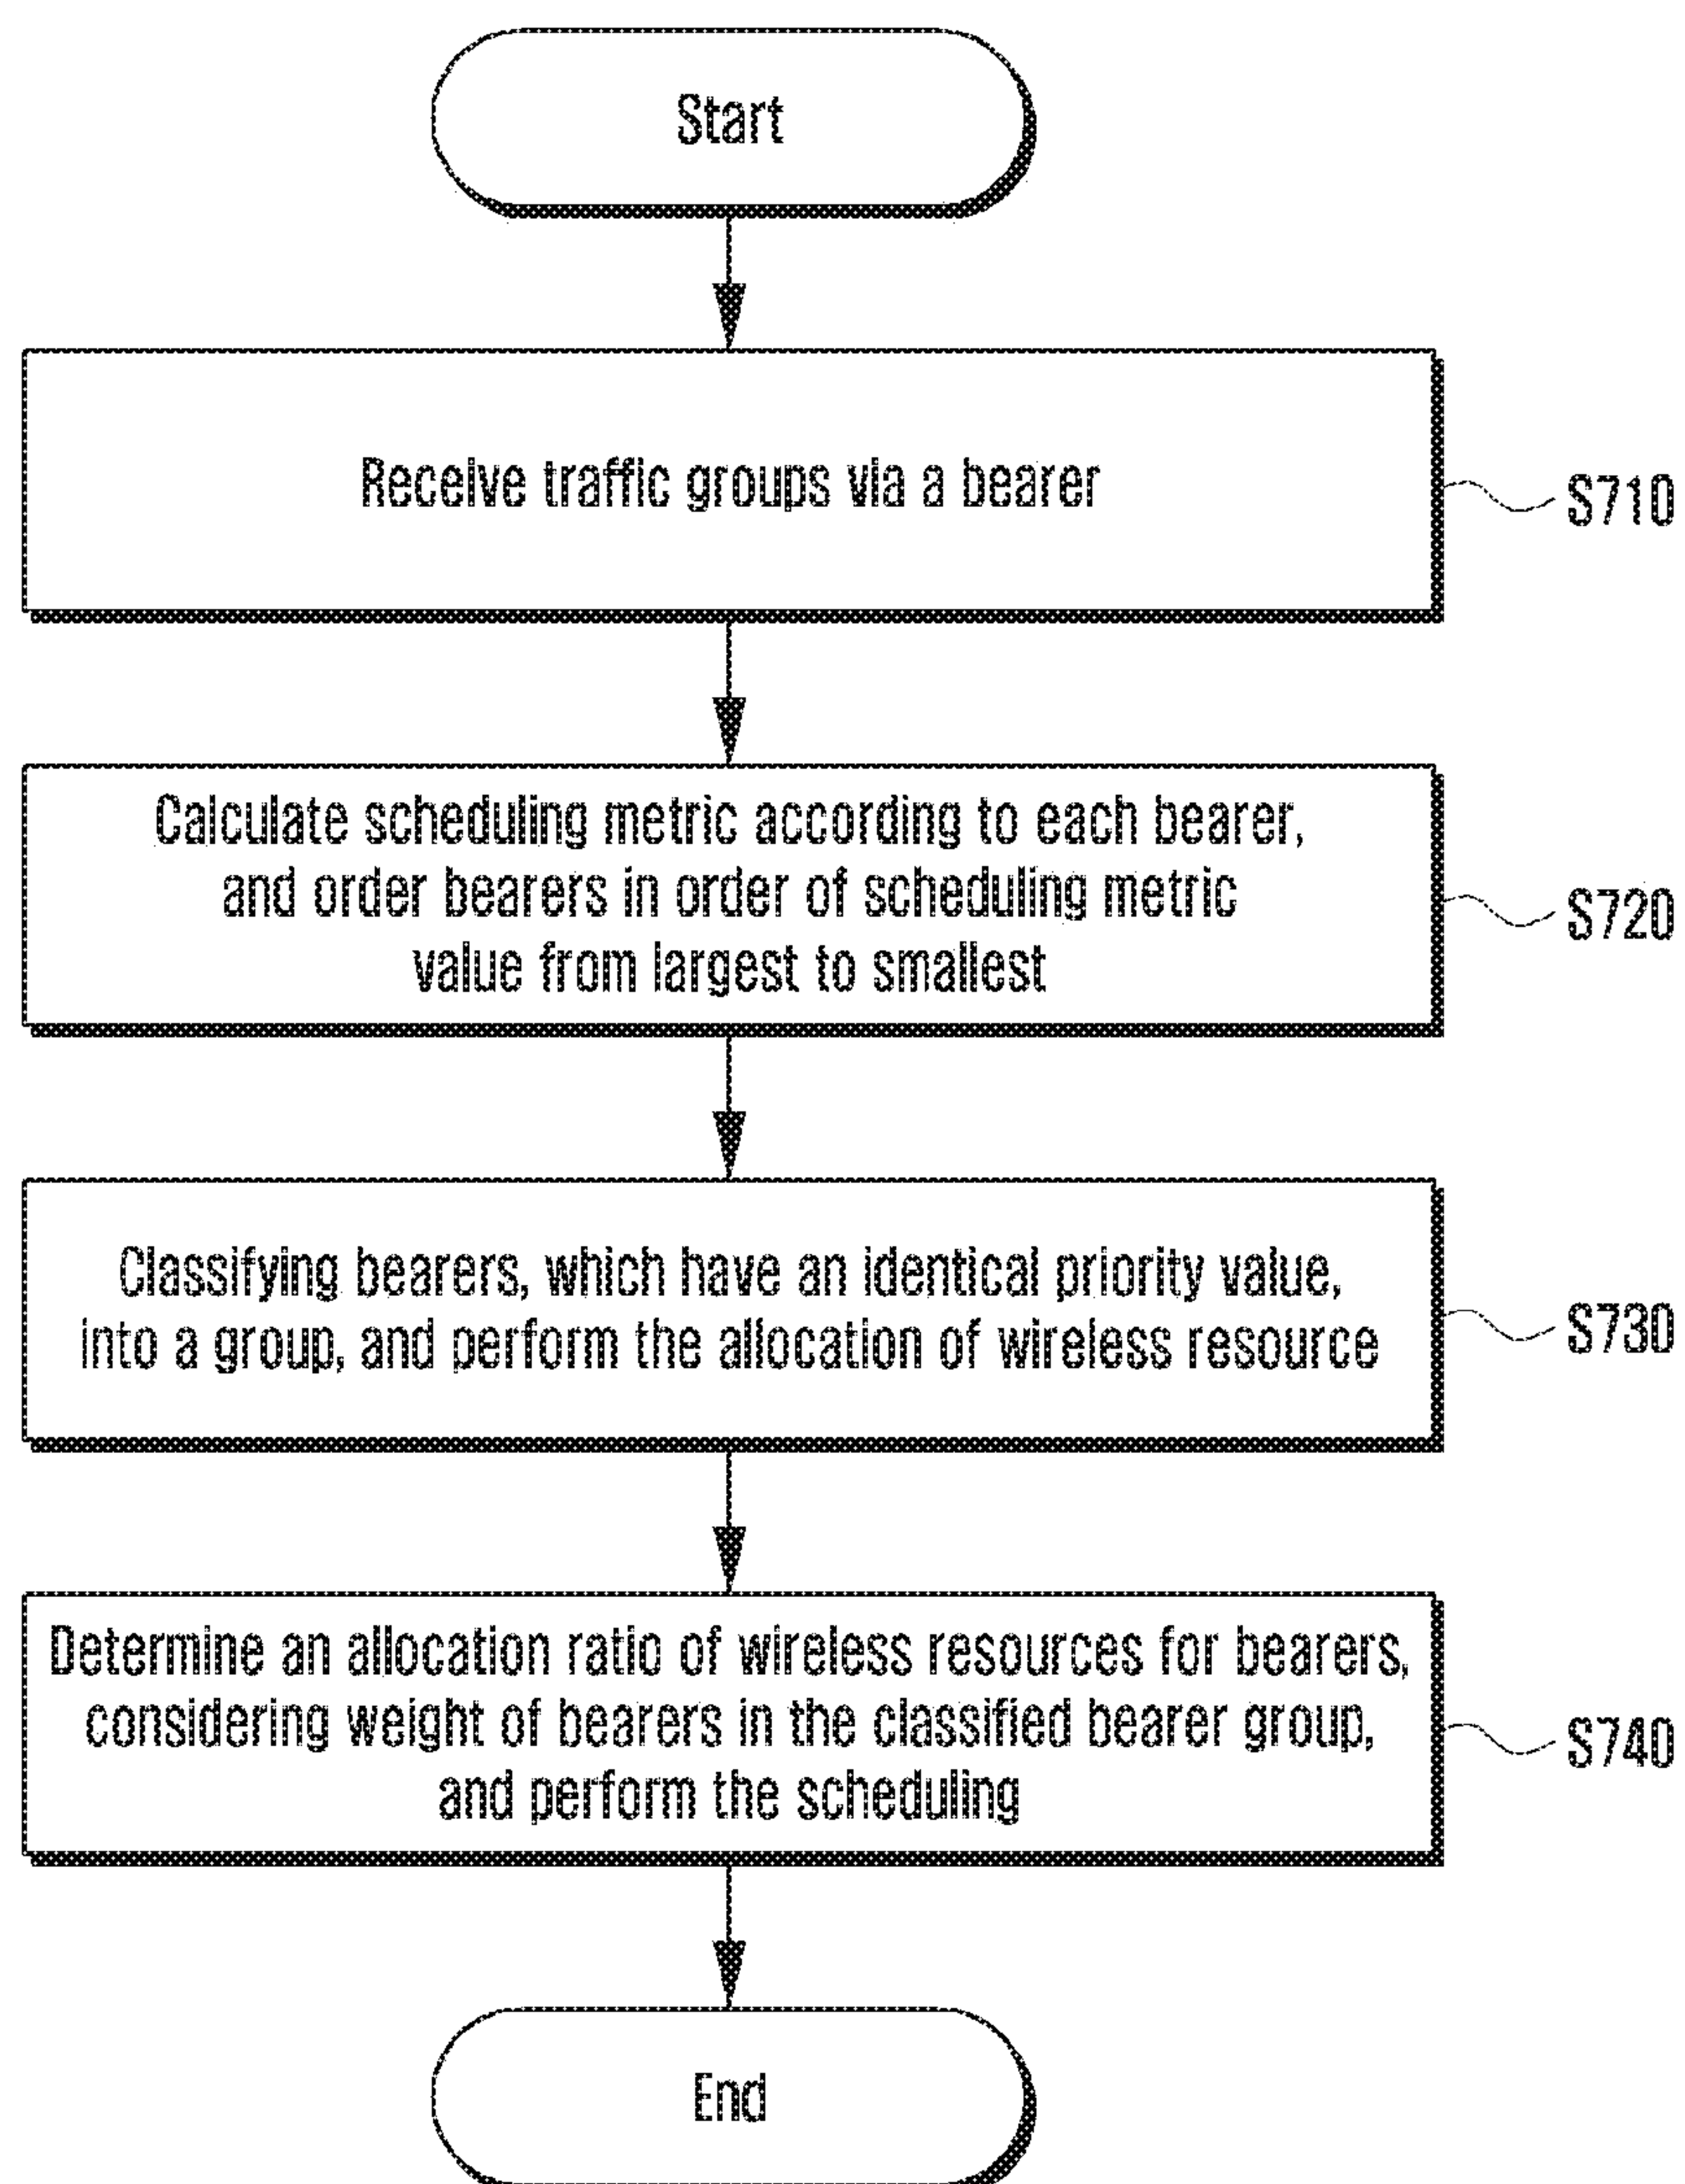 Start
Receive traffic groups via a bearer
S710
Calculate scheduling metric according to each bearer,
and order bearers in order of scheduling metric
value from largest to smallest
S720
Classifying bearers, which have an identical priority value,
into a group, and perform the allocation of wireless resource
S730
Determine an allocation ratio of wireless resources for bearers,
considering weight of bearers in the classified bearer group,
and perform the scheduling
S740
End